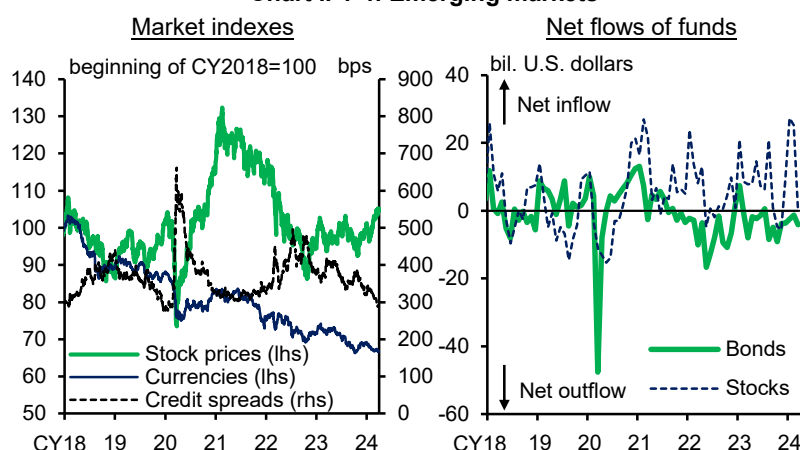 Market indexes
Net flows of funds
beginning of CY2018=100 bps
140
130
120
110
100
90
80
70
60
50
900
800
700
600
500
400
300
200
100
0
Stock prices (lhs)
Currencies (lhs)
Credit spreads (rhs)
CY18 19 20 21 22 23 24
bil. U.S. dollars
40
20
0
-20
-40
-60
Net inflow
Net outflow
Bonds
Stocks
CY18 19 20 21 22 23 24